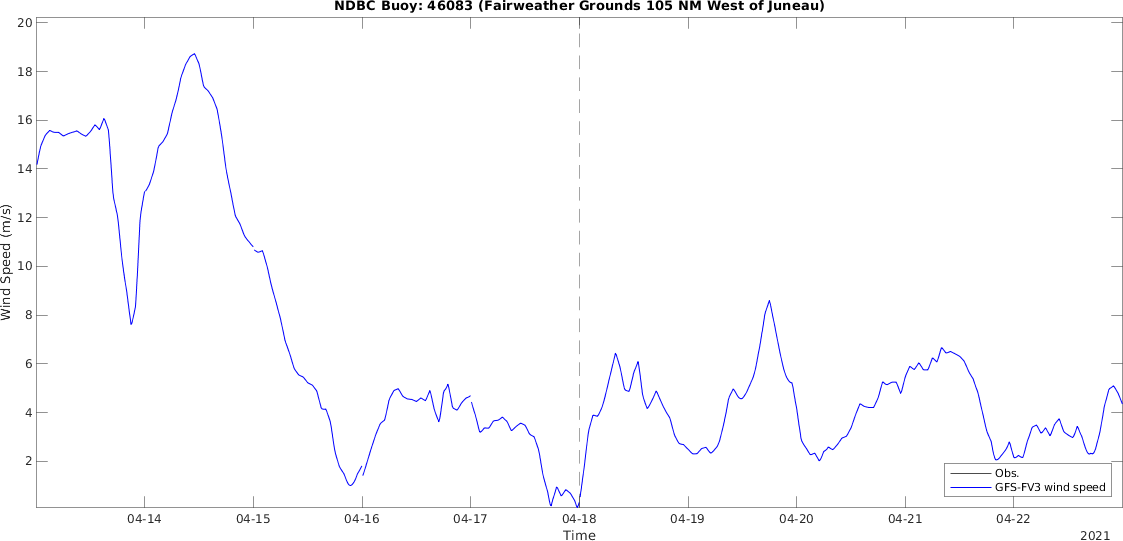 NDBC Buoy: 46083 (Fairweather Grounds 105 NM West of Juneau)
Wind Speed (m/s)
20
18
16
14
12
10
8
6
4
2
04-14 04-15 04-16 04-17 04-18 04-19 04-20 04-21 04-22
Time
2021
Obs.
GFS-FV3 wind speed